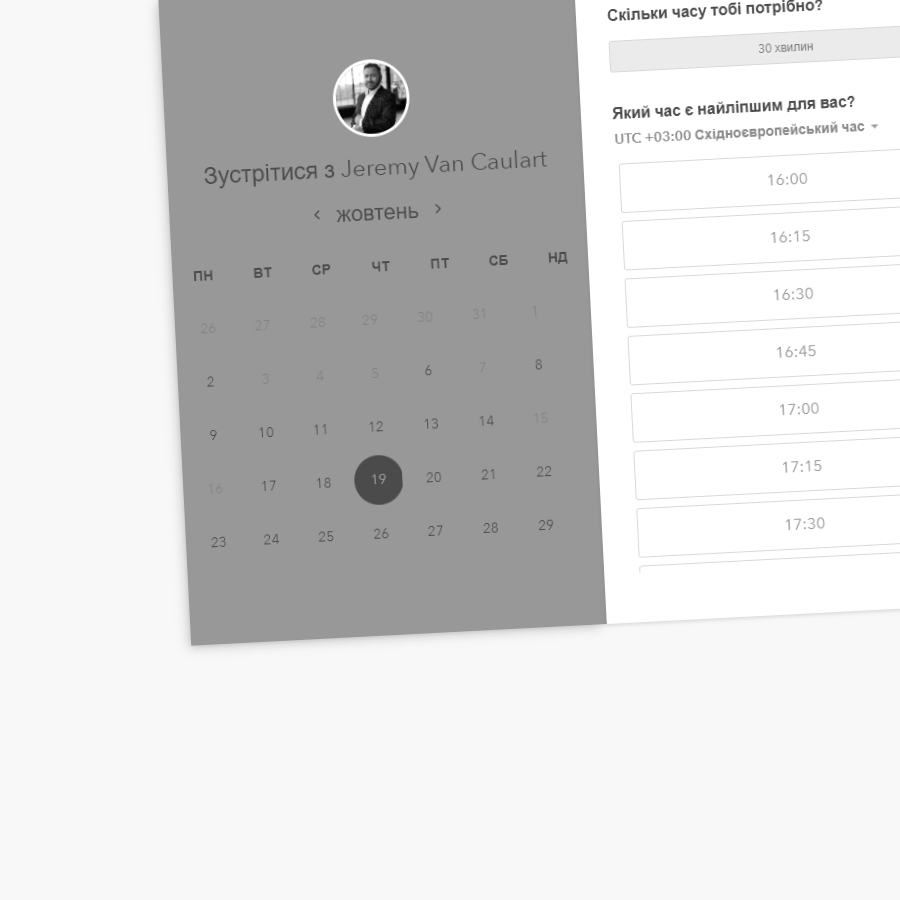 Зустрітися з Jeremy Van Caulart
жовтень
ПН ВТ СР ЧТ ПТ СБ НД
26 27 28 29 30 31 1
2 3 4 5 6 7 8
9 10 11 12 13 14 15
16 17 18 19 20 21 22
23 24 25 26 27 28 29
Скільки часу тобі потрібно?
30 хвилин
Який час є найліпшим для вас?
UTC +03:00 Східноєвропейський час
16:00
16:15
16:30
16:45
17:00
17:15
17:30